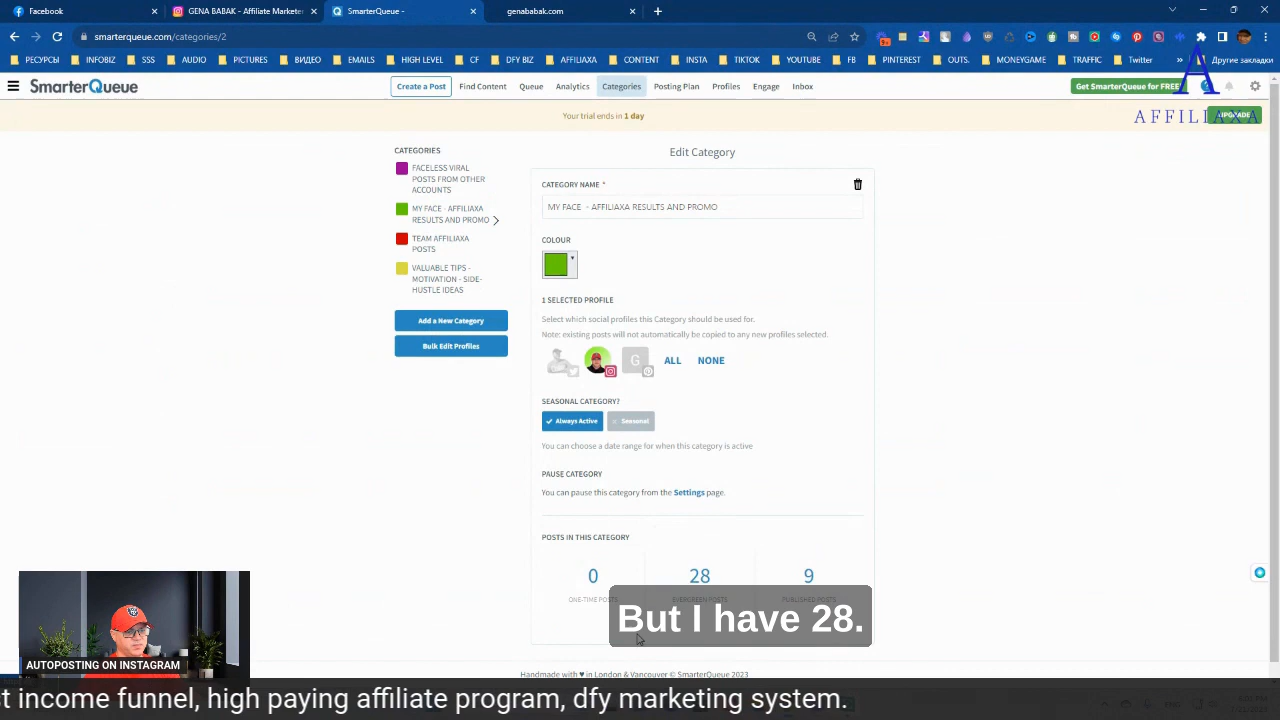 Facebook
GENA BABAK - Affiliate Marketer
SmarterQueue -
genababak.com
smarterqueue.com/categories/2
РЕСУРСЫ INFOBIZ SSS AUDIO PICTURES ВИДЕО EMAILS HIGH LEVEL CF DFY BIZ AFFILIAXA CONTENT INSTA TIKTOK YOUTUBE FB PINTEREST OUTS. MONEYGAME TRAFFIC Twitter Другие закладки
SmarterQueue
Create a Post Find Content Queue Analytics Categories Posting Plan Profiles Engage Inbox
Get SmarterQueue for FREE
Your trial ends in 1 day
UPGRADE
A
AFFILIAXA
CATEGORIES
FACELESS VIRAL
POSTS FROM OTHER
ACCOUNTS
MY FACE - AFFILIAXA
RESULTS AND PROMO
TEAM AFFILIAXA
POSTS
VALUABLE TIPS -
MOTIVATION - SIDE-
HUSTLE IDEAS
Add a New Category
Bulk Edit Profiles
Edit Category
CATEGORY NAME *
MY FACE - AFFILIAXA RESULTS AND PROMO
COLOUR
1 SELECTED PROFILE
Select which social profiles this Category should be used for.
Note: existing posts will not automatically be copied to any new profiles selected.
G
ALL NONE
SEASONAL CATEGORY?
Always Active
Seasonal
You can choose a date range for when this category is active
PAUSE CATEGORY
You can pause this category from the Settings page.
POSTS IN THIS CATEGORY
0 28 9
ONE-TIME POSTS EVERGREEN POSTS PUBLISHED POSTS
But I have 28.
Handmade with ♥ in London & Vancouver © SmarterQueue 2023
AUTOPOSTING ON INSTAGRAM
st income funnel, high paying affiliate program, dfy marketing system.